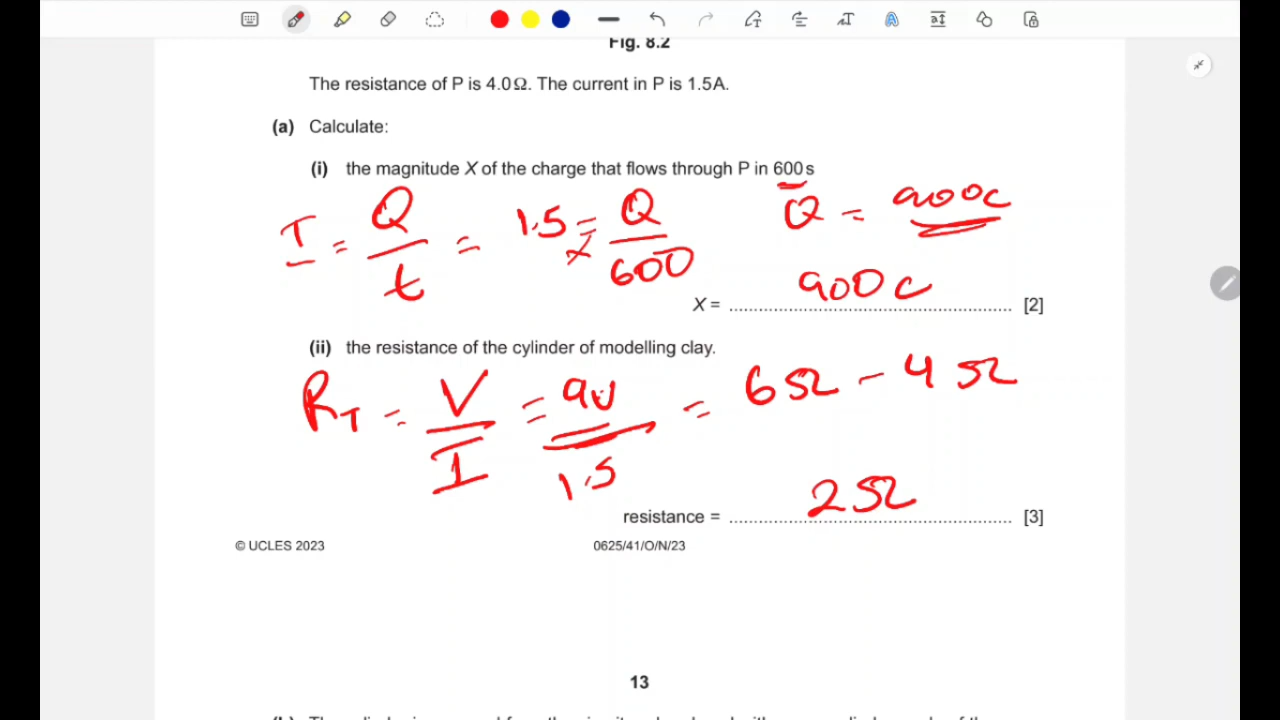 Fig. 8.2
The resistance of P is 4.0Ω. The current in P is 1.5A.
(a) Calculate:
(i) the magnitude X of the charge that flows through P in 600s
I = Q/t = 1.5 = Q/600 Q = 900C
900C
X = ........................................................ [2]
(ii) the resistance of the cylinder of modelling clay.
R_T = V/I = 9V/1.5 = 6Ω - 4Ω
2Ω
resistance = ........................................................ [3]
© UCLES 2023 0625/41/O/N/23
13